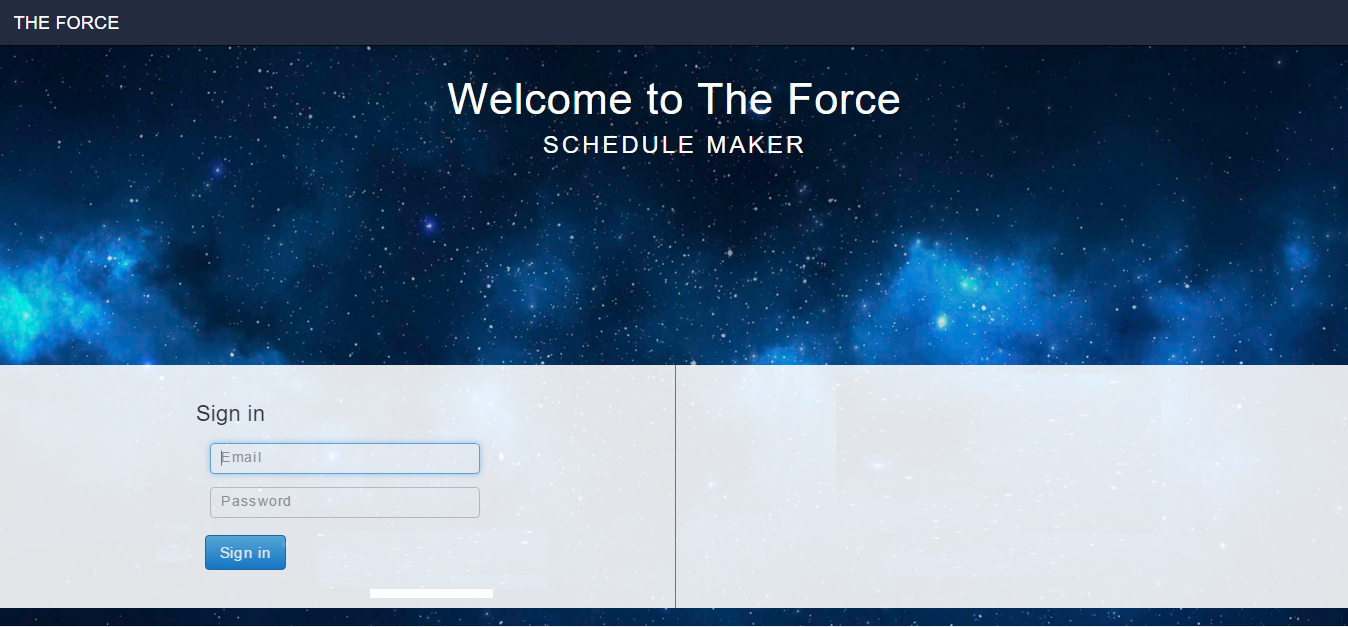 THE FORCE
Welcome to The Force
SCHEDULE MAKER
Sign in
Email
Password
Sign in